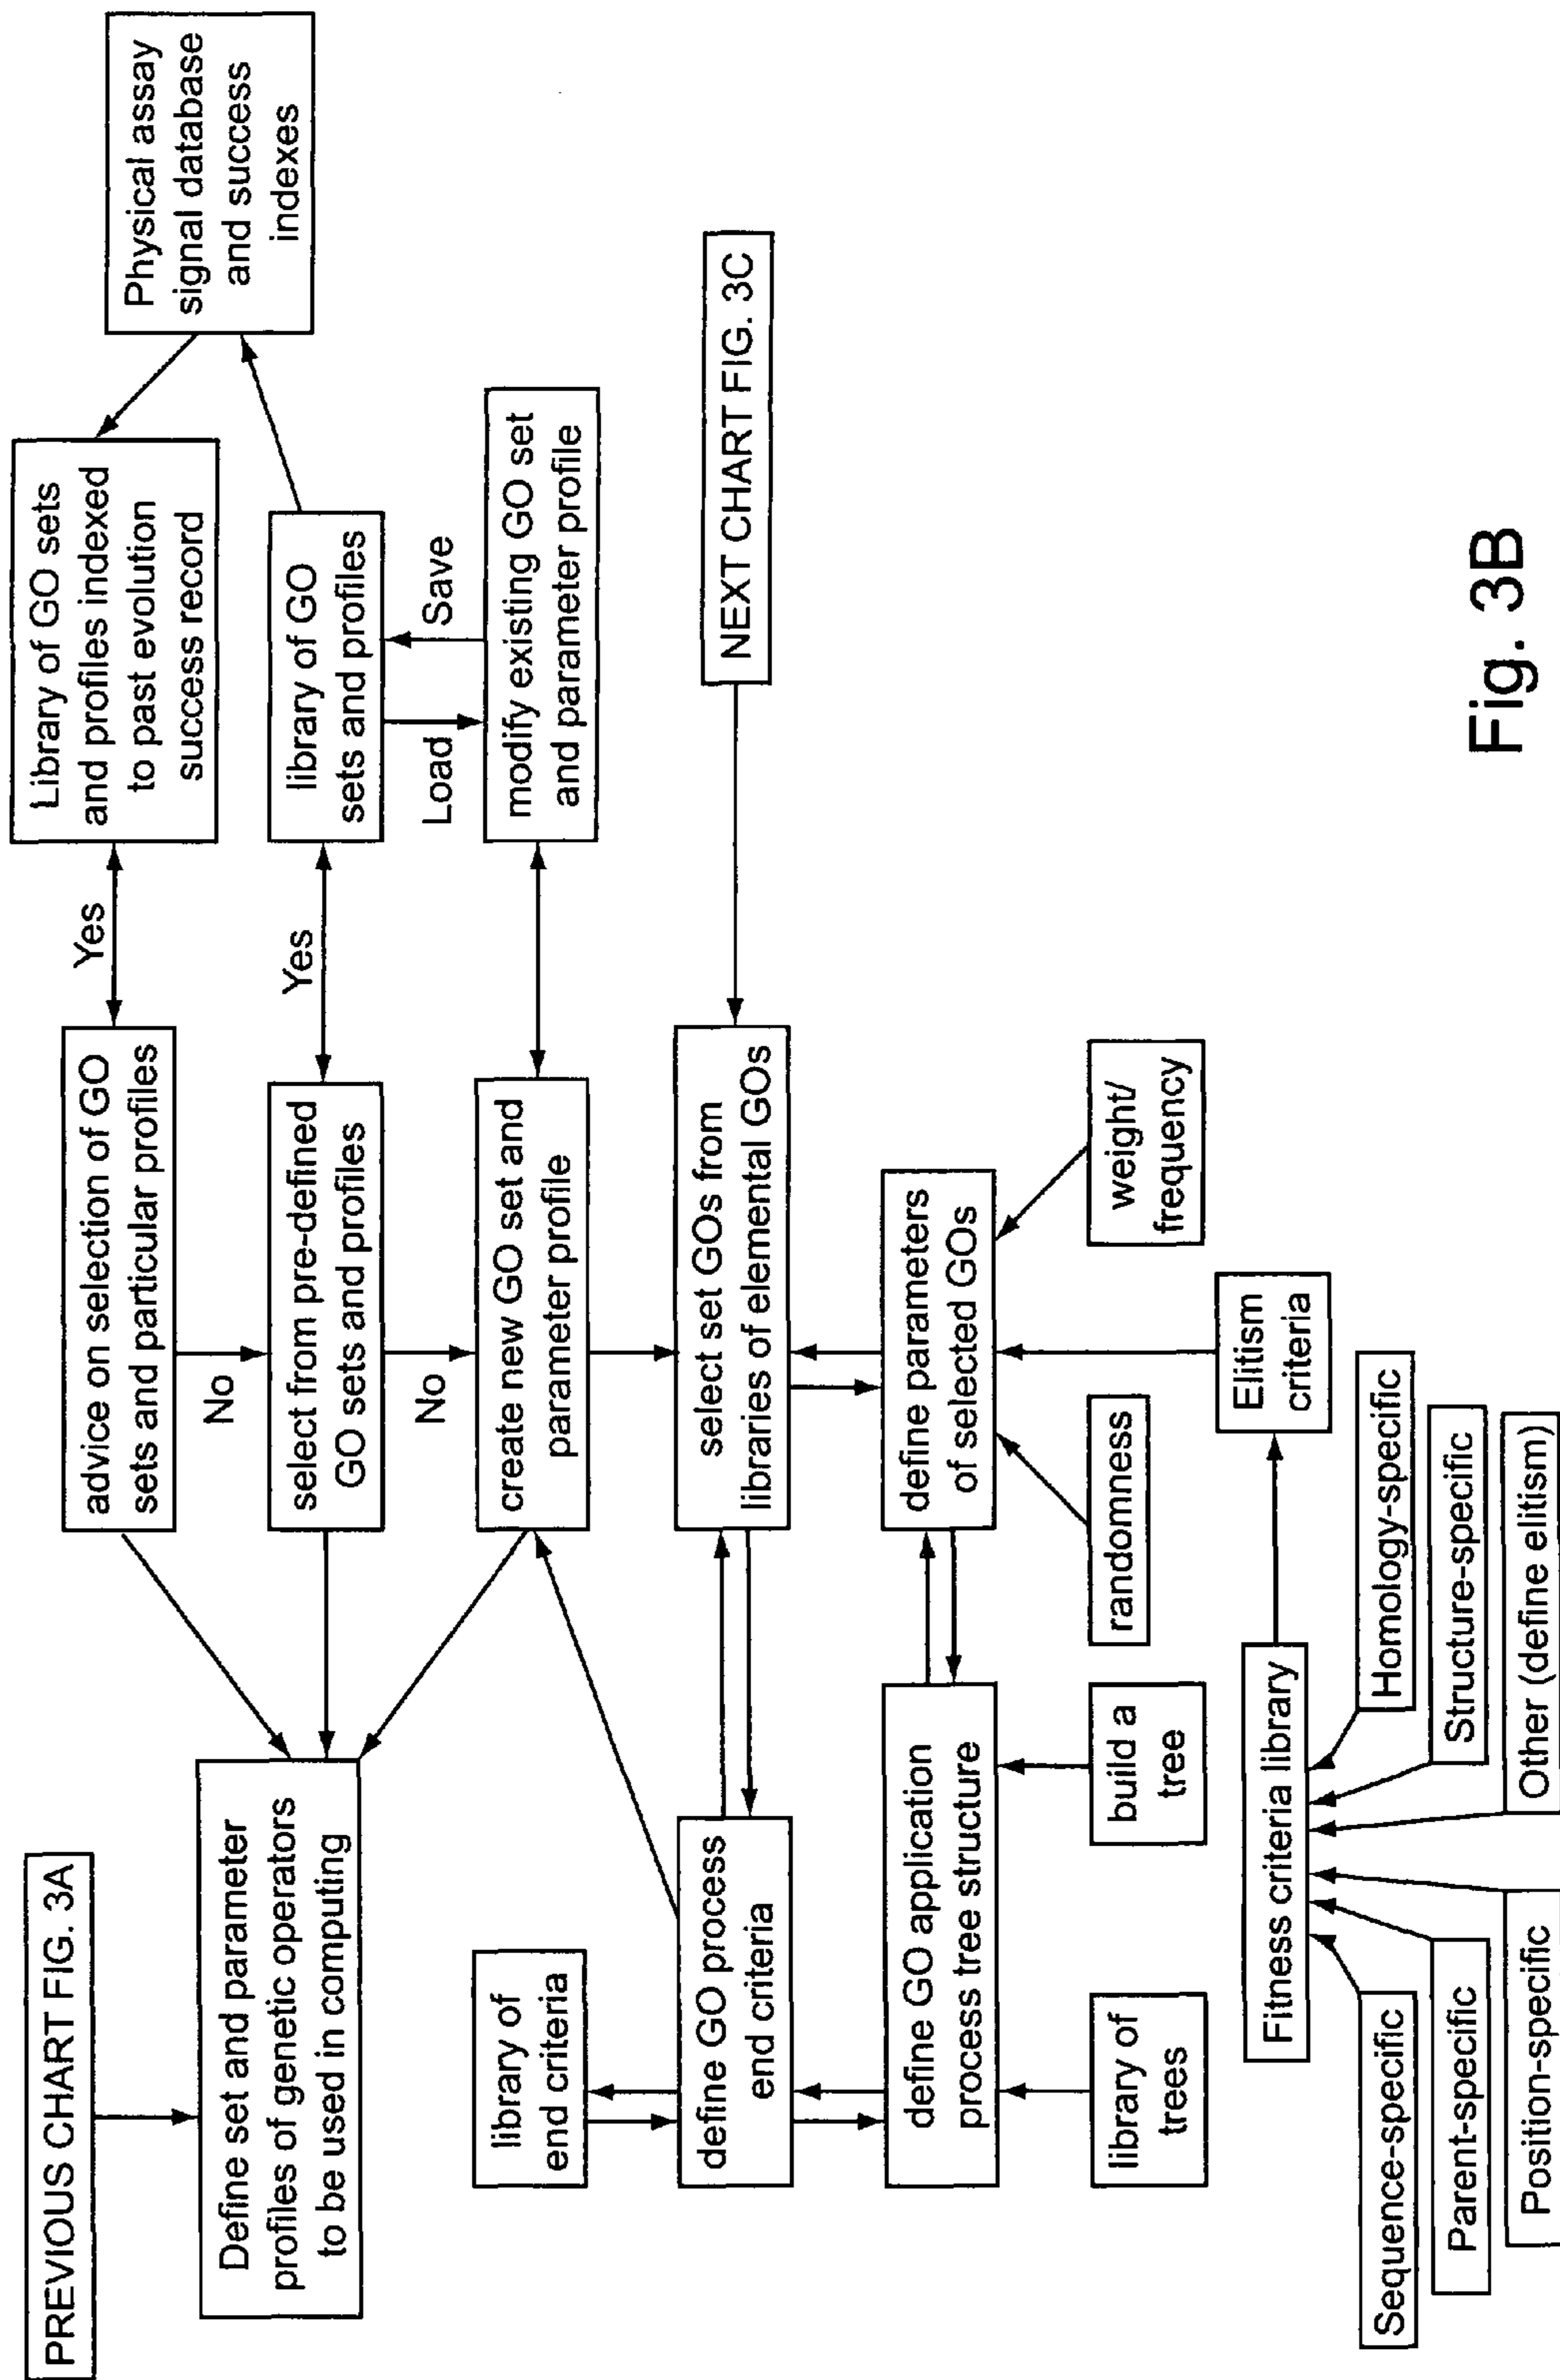 PREVIOUS CHART FIG. 3A
Define set and parameter
profiles of genetic operators
to be used in computing
advice on selection of GO
sets and particular profiles
Yes
Library of GO sets
and profiles indexed
to past evolution
success record
Physical assay
signal database
and success
indexes
No
select from pre-defined
GO sets and profiles
Yes
library of GO
sets and profiles
No
Load
Save
create new GO set and
parameter profile
modify existing GO set
and parameter profile
library of
end criteria
define GO process
end criteria
select set GOs from
libraries of elemental GOs
NEXT CHART FIG. 3C
define GO application
process tree structure
define parameters
of selected GOs
library of
trees
build a
tree
randomness
weight/
frequency
Fitness criteria library
Elitism
criteria
Sequence-specific
Homology-specific
Parent-specific
Structure-specific
Position-specific
Other (define elitism)
Fig. 3B